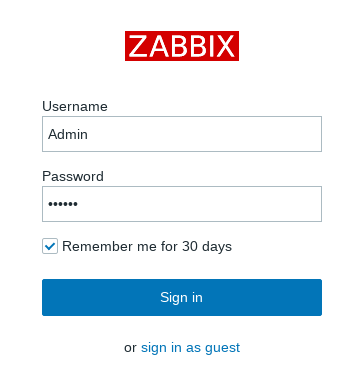 ZABBIX
Username
Admin
Password
••••••
Remember me for 30 days
Sign in
or sign in as guest